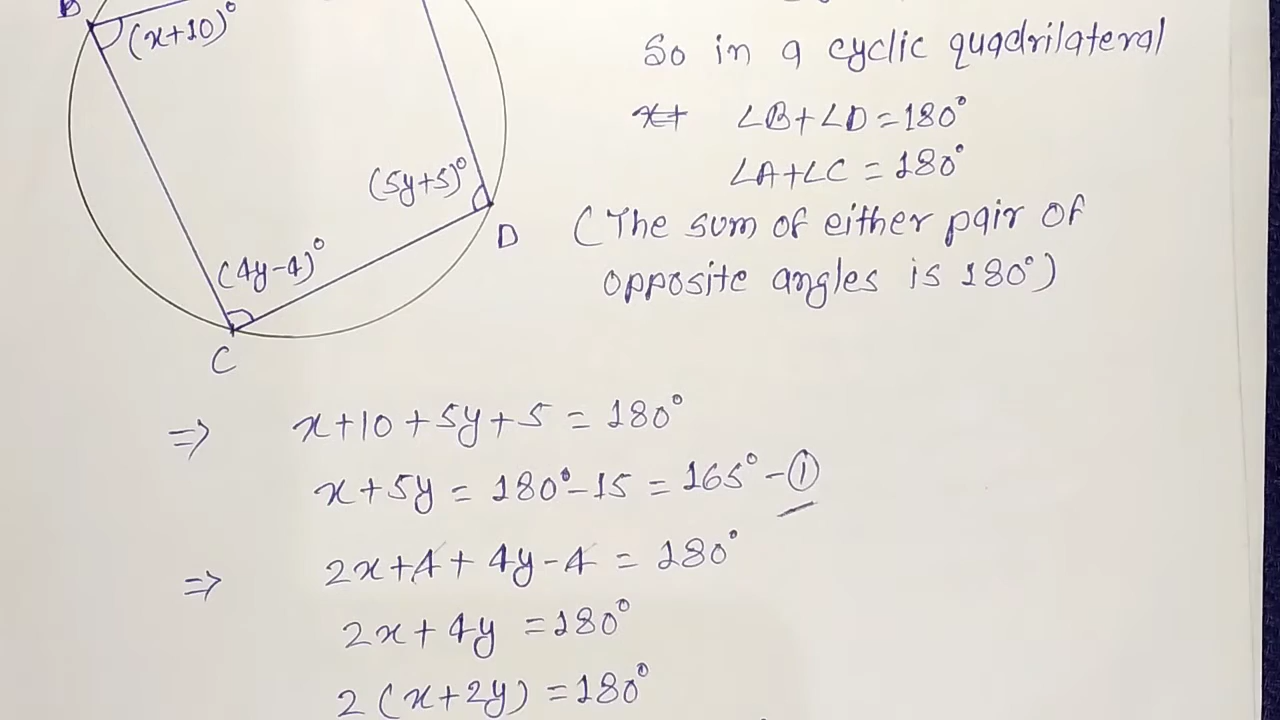 B
(x+10)°
(5y+5)°
D
(4y-4)°
C
So in a cyclic quadrilateral
x+ ∠B+∠D=180°
∠A+∠C = 180°
(The sum of either pair of
opposite angles is 180°)
⇒ x+10+5y+5 = 180°
x+5y = 180°-15 = 165° -①
⇒ 2x+4+4y-4 = 180°
2x+4y =180°
2(x+2y) =180°